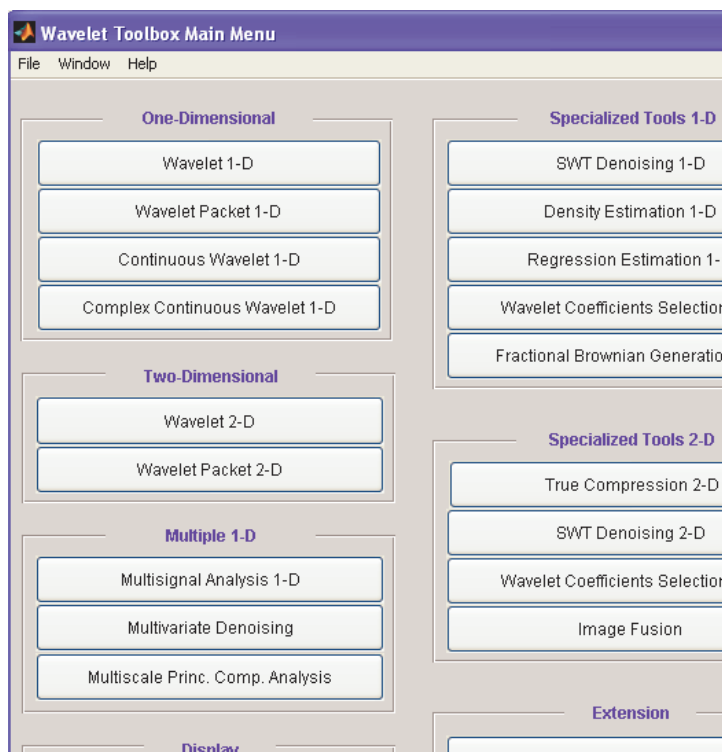 Wavelet Toolbox Main Menu
File Window Help
One-Dimensional
Wavelet 1-D
Wavelet Packet 1-D
Continuous Wavelet 1-D
Complex Continuous Wavelet 1-D
Two-Dimensional
Wavelet 2-D
Wavelet Packet 2-D
Multiple 1-D
Multisignal Analysis 1-D
Multivariate Denoising
Multiscale Princ. Comp. Analysis
Display
Specialized Tools 1-D
SWT Denoising 1-D
Density Estimation 1-D
Regression Estimation 1-
Wavelet Coefficients Selection
Fractional Brownian Generatio
Specialized Tools 2-D
True Compression 2-D
SWT Denoising 2-D
Wavelet Coefficients Selection
Image Fusion
Extension